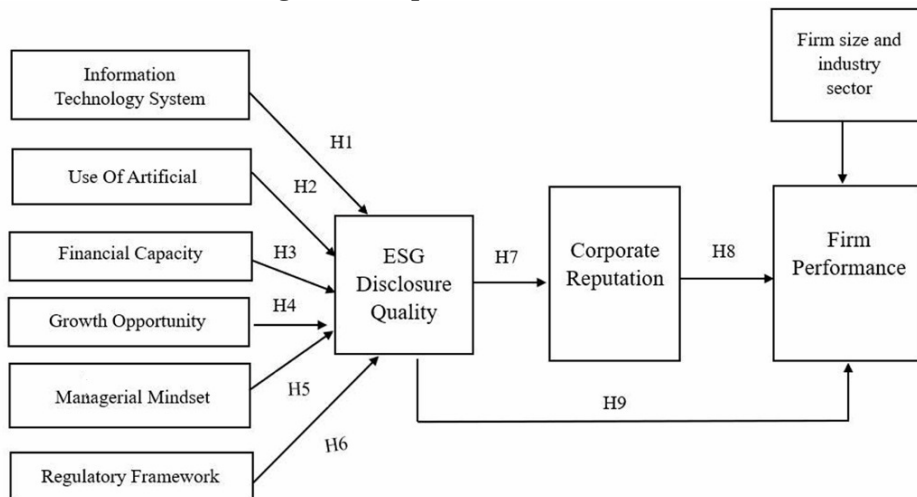 Information
Technology System
Use Of Artificial
Financial Capacity
Growth Opportunity
Managerial Mindset
Regulatory Framework
H1
H2
H3
H4
H5
H6
ESG
Disclosure
Quality
H7
Corporate
Reputation
H8
Firm size and
industry
sector
Firm
Performance
H9